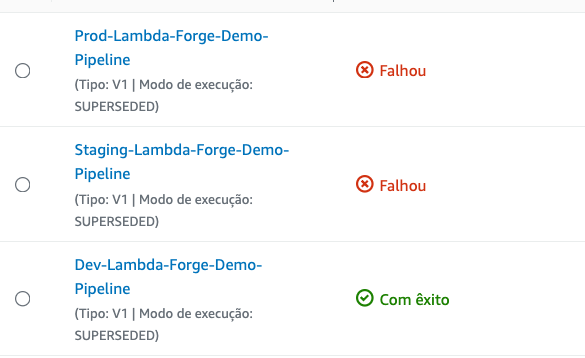 Prod-Lambda-Forge-Demo-
Pipeline
(Tipo: V1 | Modo de execução:
SUPERSEDED)
Falhou
Staging-Lambda-Forge-Demo-
Pipeline
(Tipo: V1 | Modo de execução:
SUPERSEDED)
Falhou
Dev-Lambda-Forge-Demo-
Pipeline
(Tipo: V1 | Modo de execução:
SUPERSEDED)
Com êxito